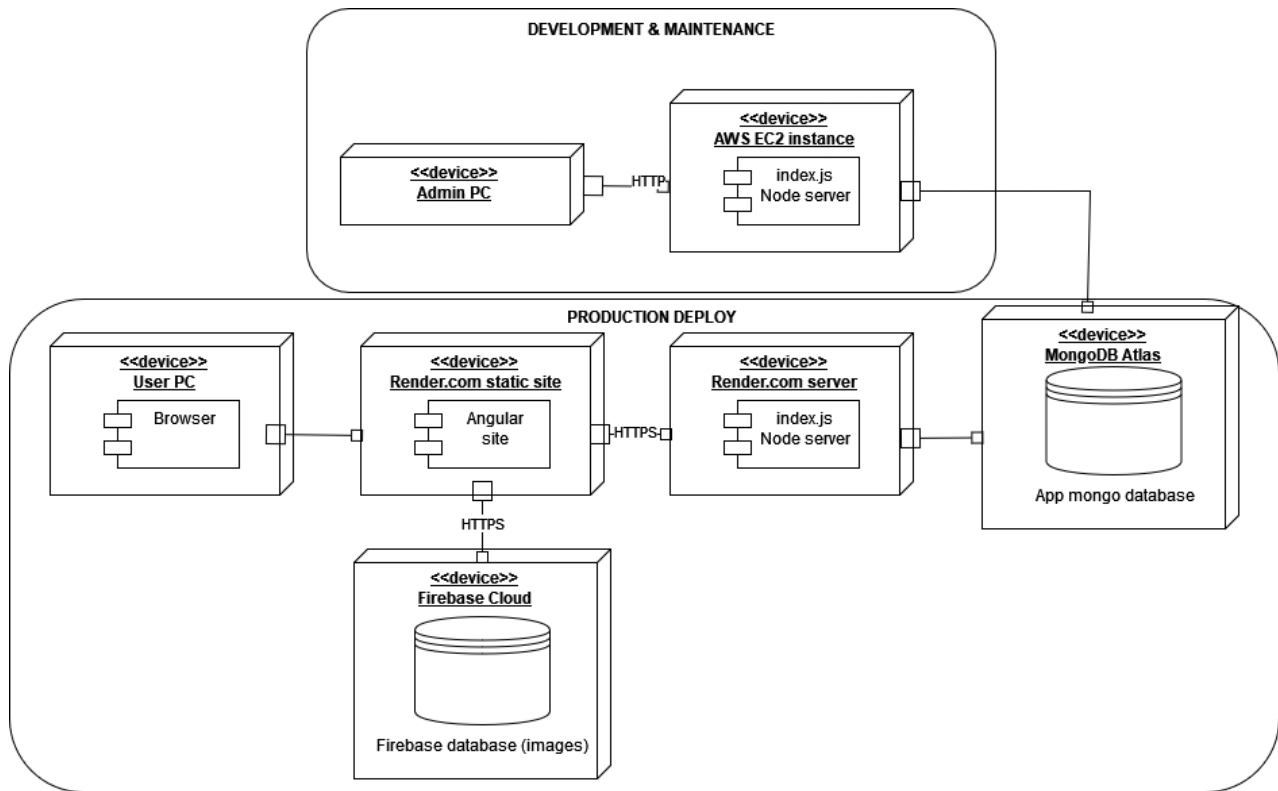 DEVELOPMENT & MAINTENANCE
<<device>>
Admin PC
HTTP
<<device>>
AWS EC2 instance
index.js
Node server
PRODUCTION DEPLOY
<<device>>
User PC
Browser
<<device>>
Render.com static site
Angular
site
HTTPS
<<device>>
Render.com server
index.js
Node server
<<device>>
MongoDB Atlas
App mongo database
HTTPS
<<device>>
Firebase Cloud
Firebase database (images)